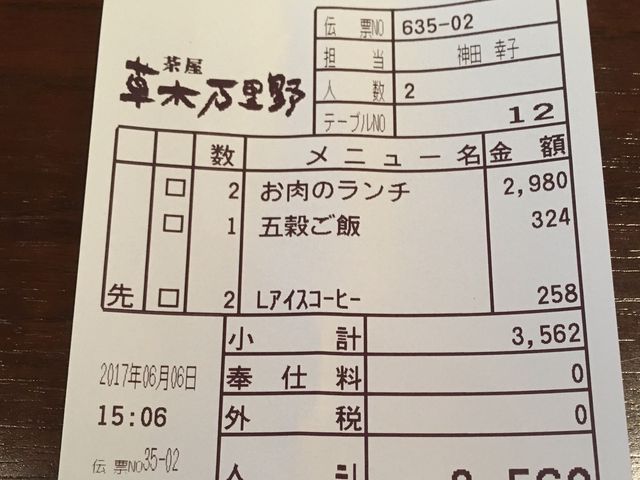 伝票NO 635-02
茶屋
草木万里野
担当 神田 幸子
人数 2
テーブルNO 12
数 メニュー名 金額
□ 2 お肉のランチ 2,980
□ 1 五穀ご飯 324
先 □ 2 Lアイスコーヒー 258
小計 3,562
2017年06月06日
奉仕料 0
15:06
外税 0
伝票NO35-02